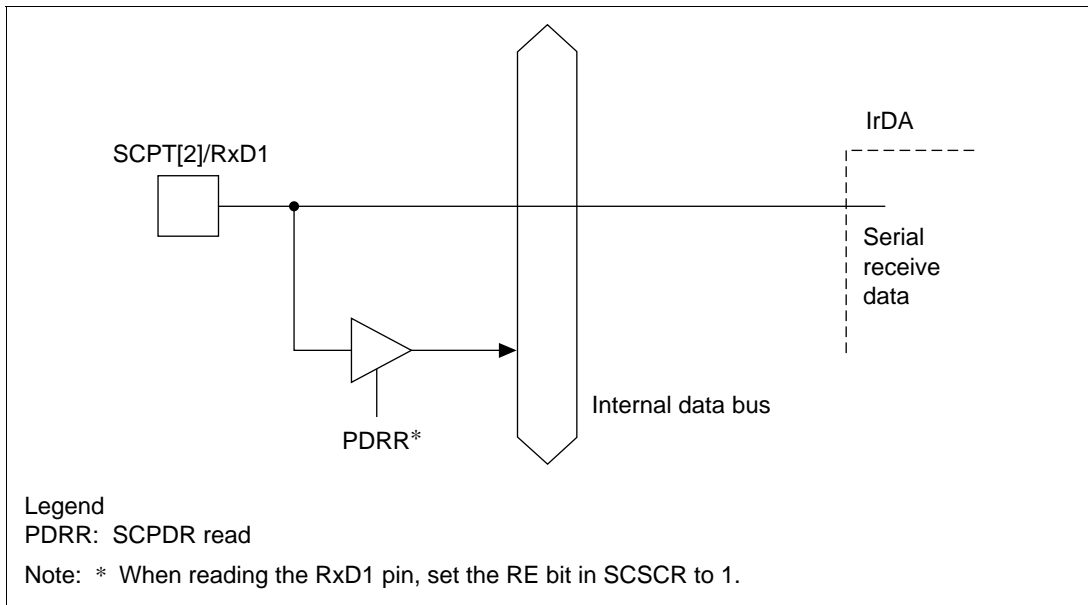 IrDA
SCPT[2]/RxD1
Serial
receive
data
Internal data bus
PDRR*
Legend
PDRR: SCPDR read
Note: * When reading the RxD1 pin, set the RE bit in SCSCR to 1.